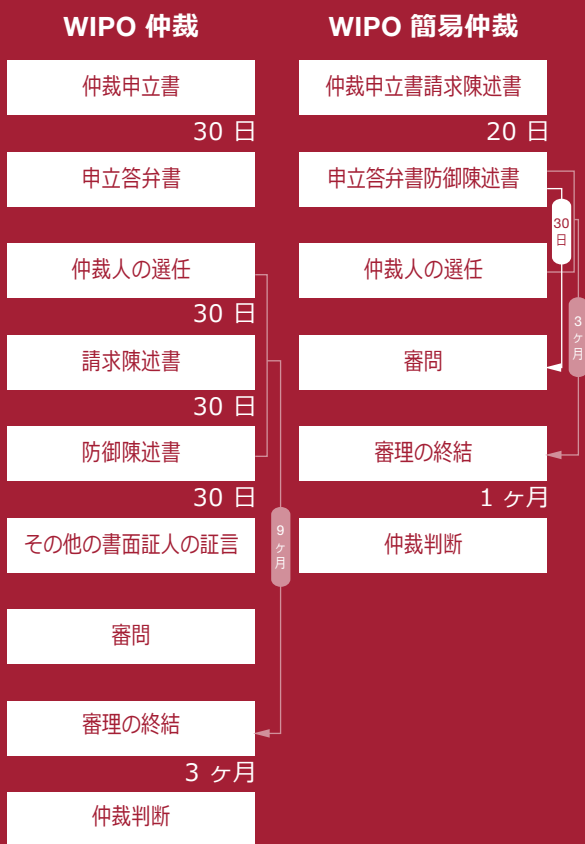 WIPO 仲裁
仲裁申立書
30 日
申立答弁書
仲裁人の選任
30 日
請求陳述書
30 日
防御陳述書
30 日
その他の書面証人の証言
審問
審理の終結
3 ヶ月
仲裁判断
9ヶ月
WIPO 簡易仲裁
仲裁申立書請求陳述書
20 日
申立答弁書防御陳述書
仲裁人の選任
審問
審理の終結
1 ヶ月
仲裁判断
30日
3ヶ月